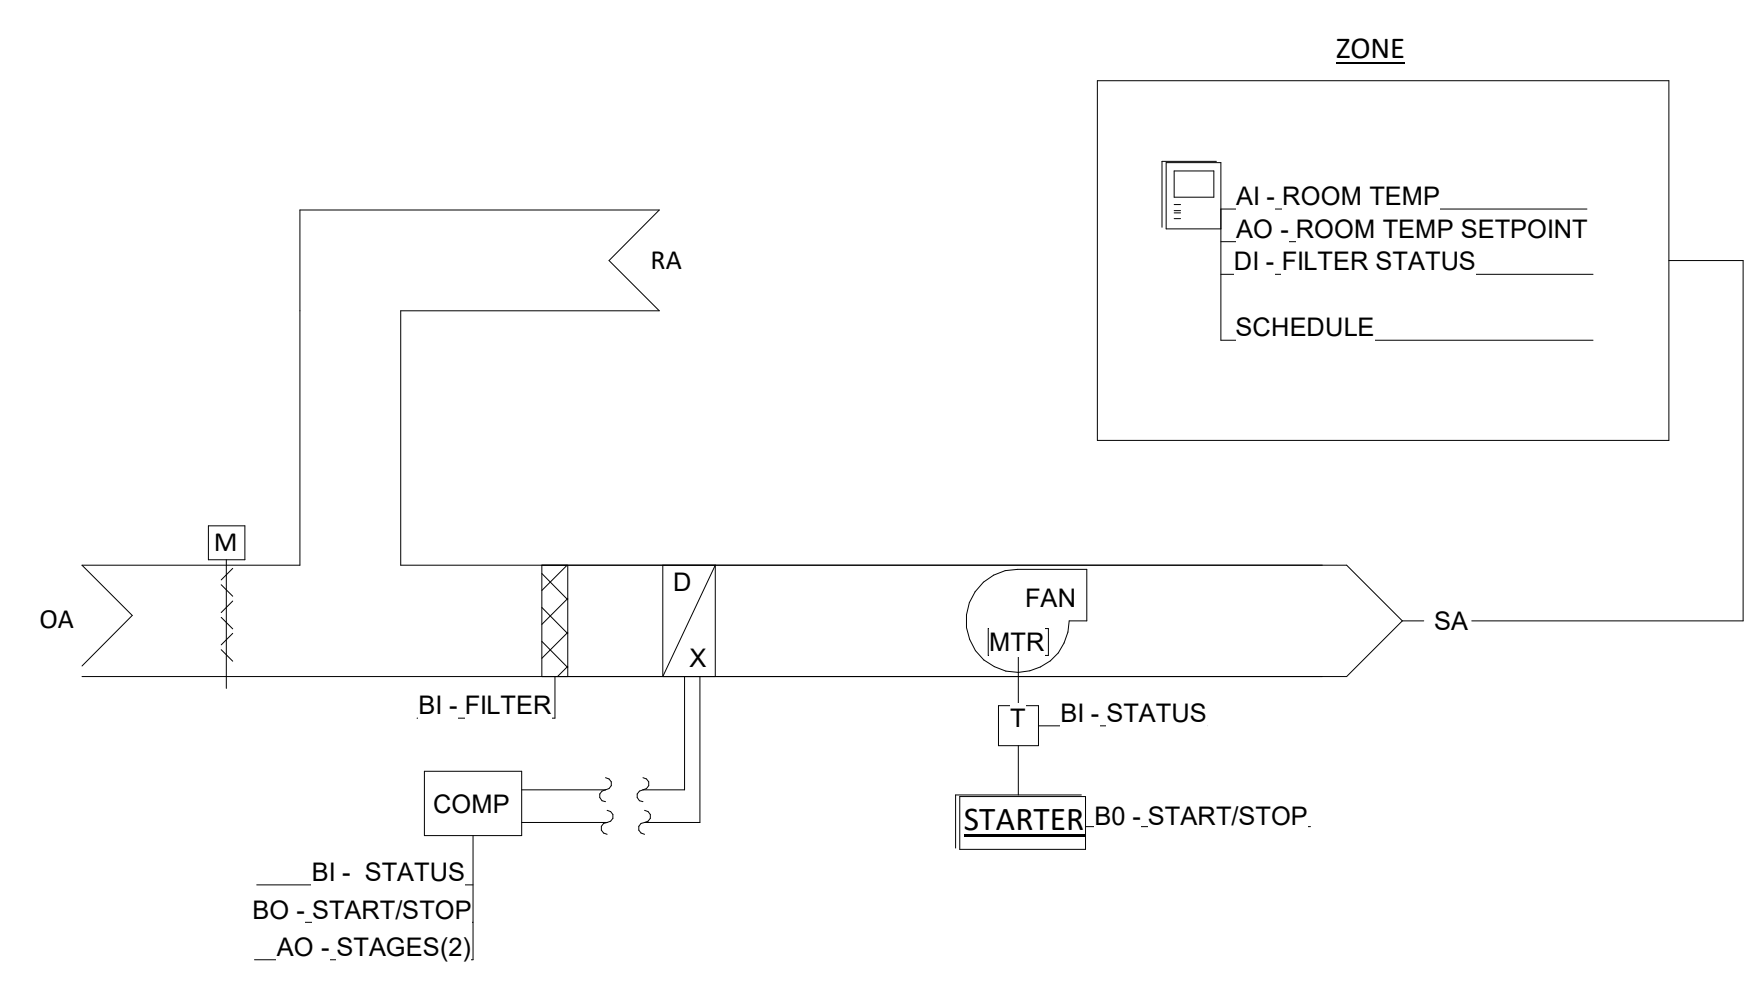 ZONE
AI - ROOM TEMP
AO - ROOM TEMP SETPOINT
DI - FILTER STATUS
SCHEDULE
RA
M
OA
D
X
FAN
MTR
SA
BI - FILTER
T
BI - STATUS
COMP
STARTER
B0 - START/STOP
BI - STATUS
BO - START/STOP
AO - STAGES(2)